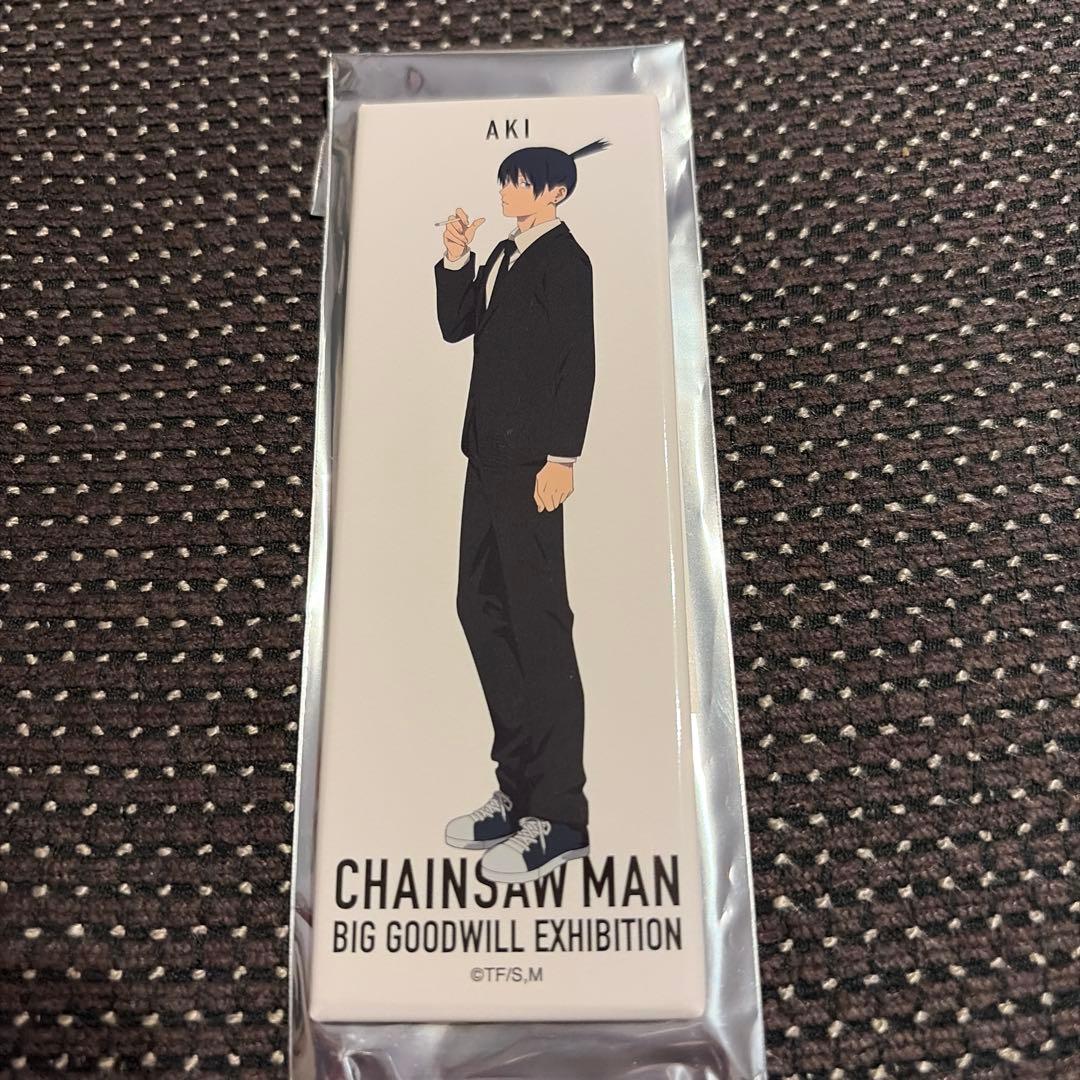 AKI
CHAINSAW MAN
BIG GOODWILL EXHIBITION
©TF/S,M